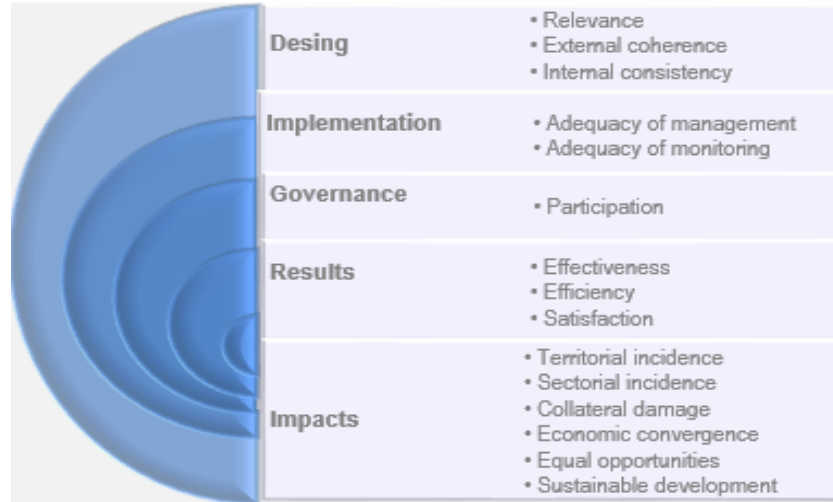 Desing
• Relevance
• External coherence
• Internal consistency
Implementation
• Adequacy of management
• Adequacy of monitoring
Governance
• Participation
Results
• Effectiveness
• Efficiency
• Satisfaction
Impacts
• Territorial incidence
• Sectorial incidence
• Collateral damage
• Economic convergence
• Equal opportunities
• Sustainable development